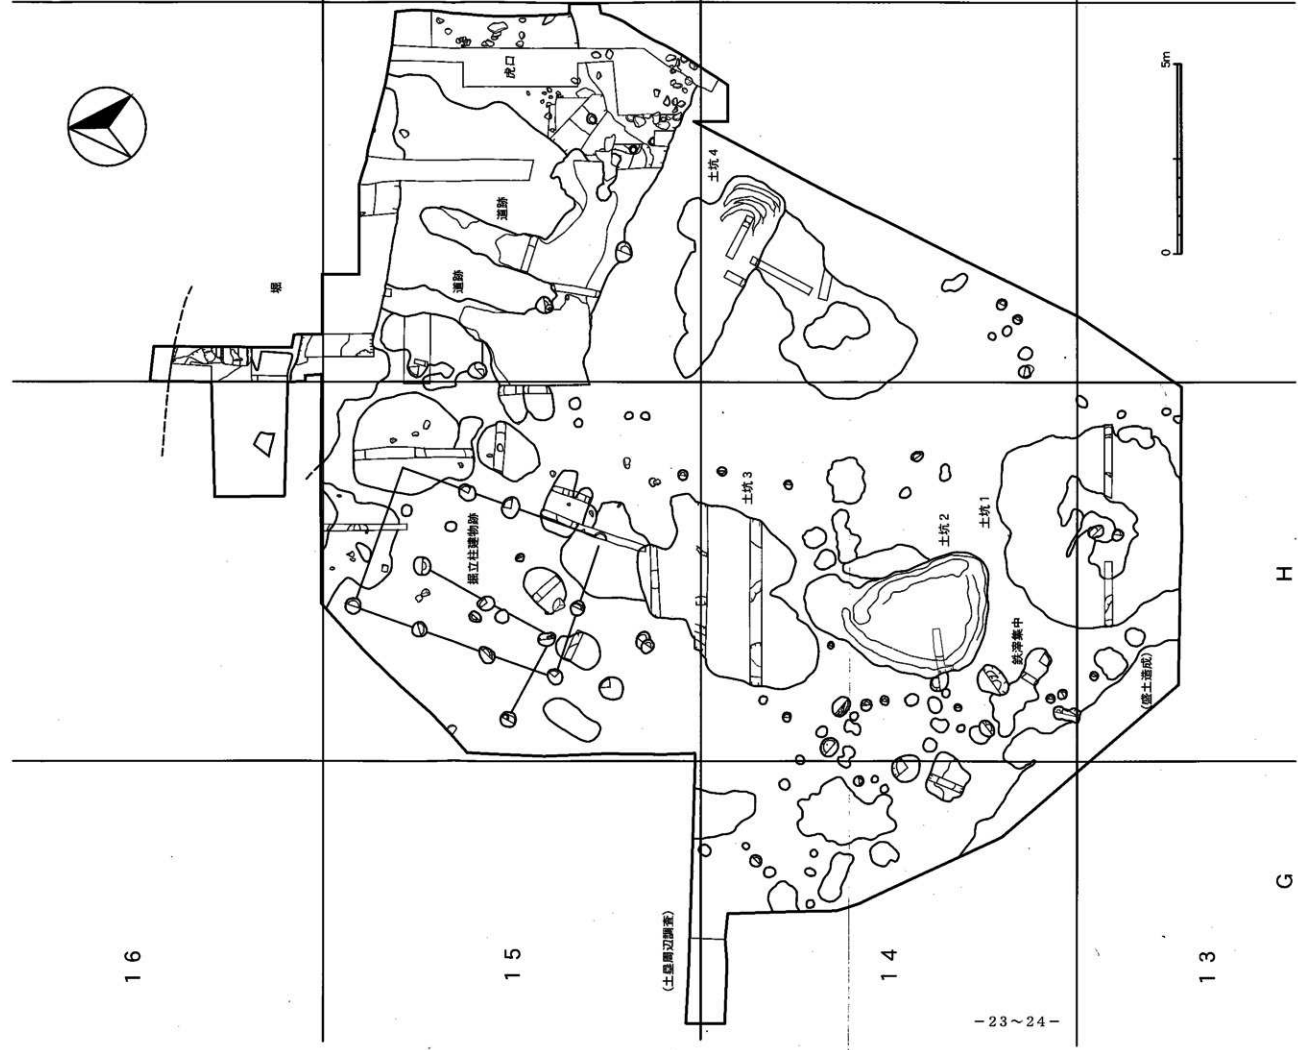 虎口
5m
0
土坑4
道跡
道跡
堀
土坑3
掘立柱建物跡
土坑2
土坑1
鉄滓集中
(盛土造成)
(土塁周辺調査)
H
G
16
15
14
13
-23~24-